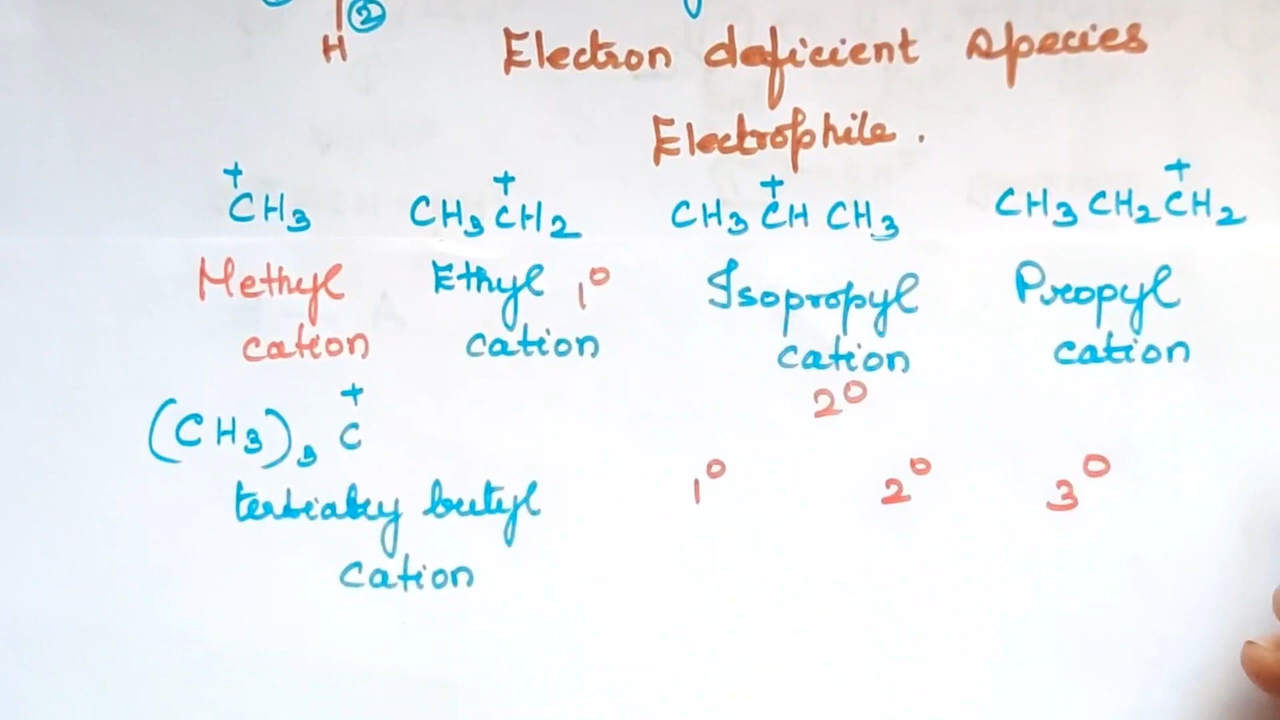 H ②
Electron deficient species
Electrophile.
⁺CH₃ CH₃⁺CH₂ CH₃⁺CH CH₃ CH₃CH₂⁺CH₂
Methyl Ethyl 1° Isopropyl Propyl
cation cation cation cation
2°
(CH₃)₃ ⁺C
1° 2° 3°
tertiary butyl
cation